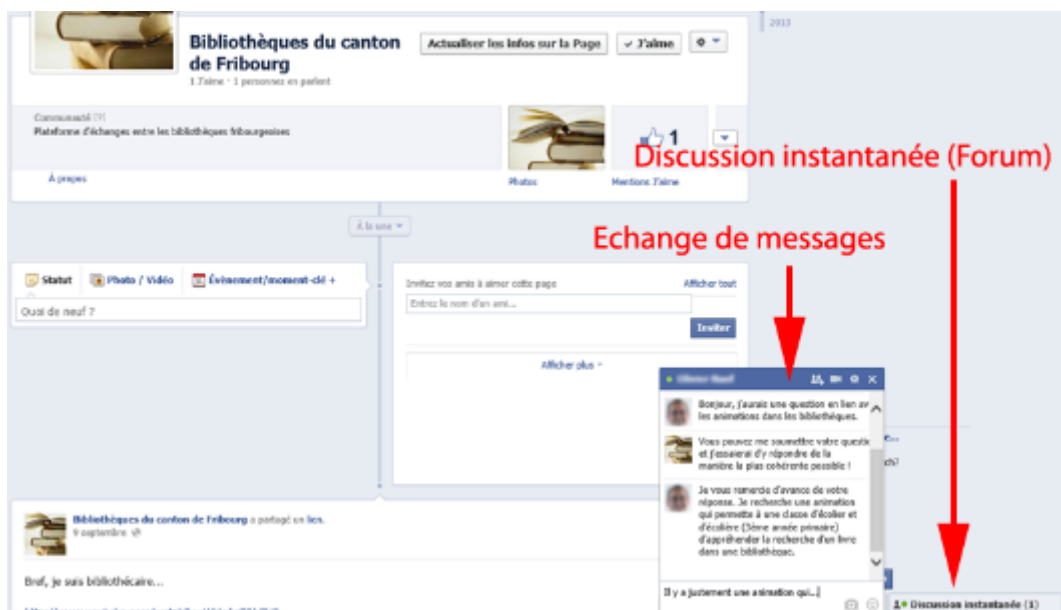 2013
Bibliothèques du canton
de Fribourg
1 J'aime · 1 personnes en parlent
Actualiser les infos sur la Page
J'aime
Communauté [?]
Plateforme d'échanges entre les bibliothèques fribourgeoises
1
À propos
Photos
Mentions J'aime
Discussion instantanée (Forum)
À la une
Echange de messages
Statut
Photo / Vidéo
Évènement/moment-clé +
Quoi de neuf ?
Invitez vos amis à aimer cette page
Afficher tout
Entrez le nom d'un ami...
Inviter
Afficher plus
Bonjour, j'aurais une question en lien av
les animations dans les bibliothèques.
Vous pouvez me soumettre votre questio
et j'essaierai d'y répondre de la
manière la plus cohérente possible !
Je vous remercie d'avance de votre
réponse. Je recherche une animation
qui permette à une classe d'écolier et
d'écolière (3ème année primaire)
d'appréhender la recherche d'un livre
dans une bibliothèque.
Il y a justement une animation qui...
Discussion instantanée (1)
Bibliothèques du canton de Fribourg a partagé un lien.
9 septembre
Bref, je suis bibliothécaire...